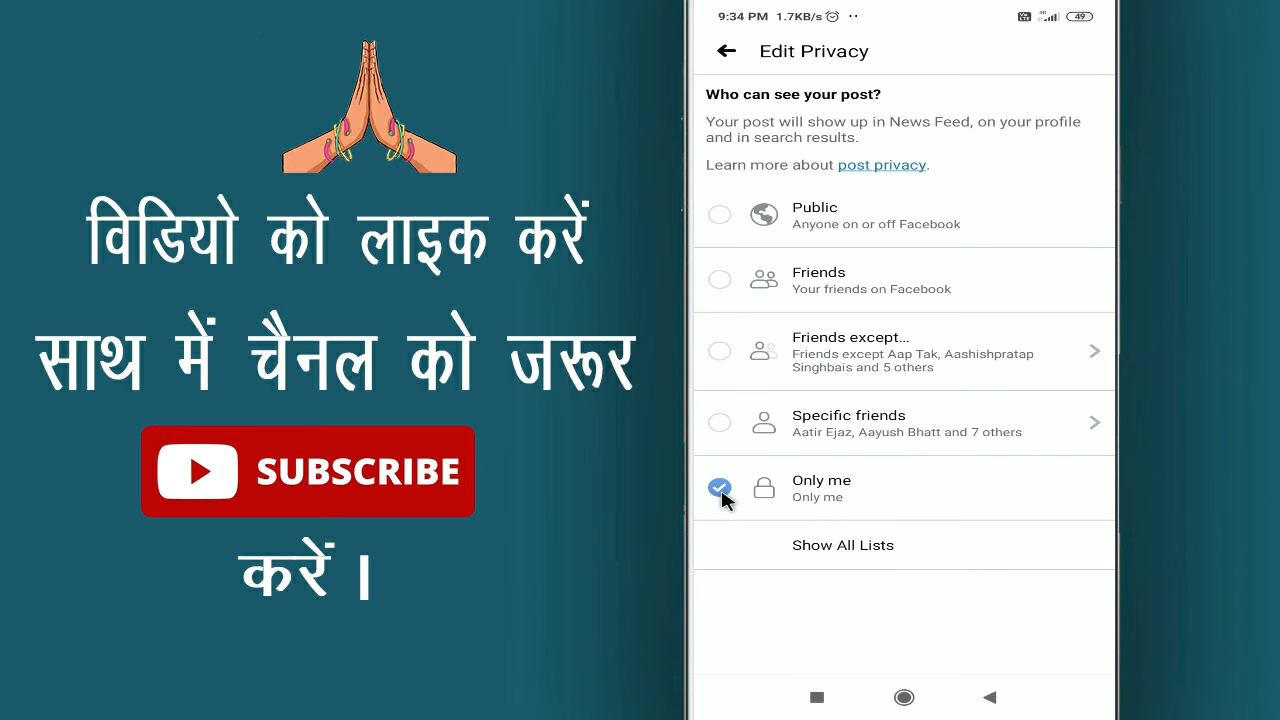 विडियो को लाइक करें
साथ में चैनल को जरूर
SUBSCRIBE
करें ।
9:34 PM 1.7KB/s
49
Edit Privacy
Who can see your post?
Your post will show up in News Feed, on your profile
and in search results.
Learn more about post privacy.
Public
Anyone on or off Facebook
Friends
Your friends on Facebook
Friends except...
Friends except Aap Tak, Aashishpratap
Singhbais and 5 others
Specific friends
Aatir Ejaz, Aayush Bhatt and 7 others
Only me
Only me
Show All Lists